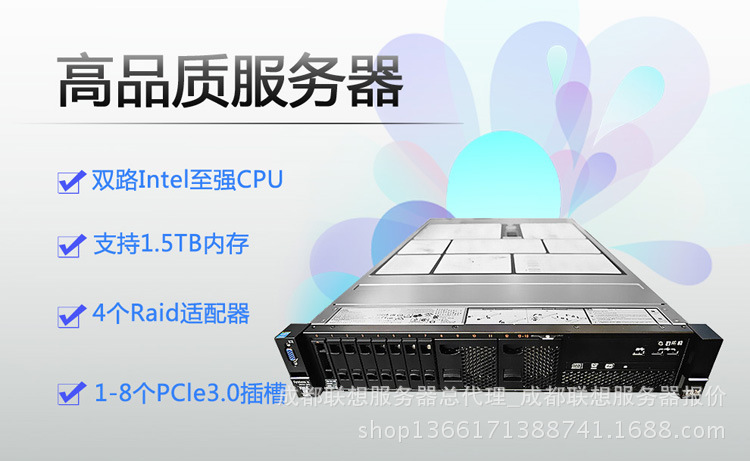 高品质服务器
双路Intel至强CPU
支持1.5TB内存
4个Raid适配器
1-8个PCIe3.0插槽
成都联想服务器总代理_成都联想服务器报价
shop1366171388741.1688.com